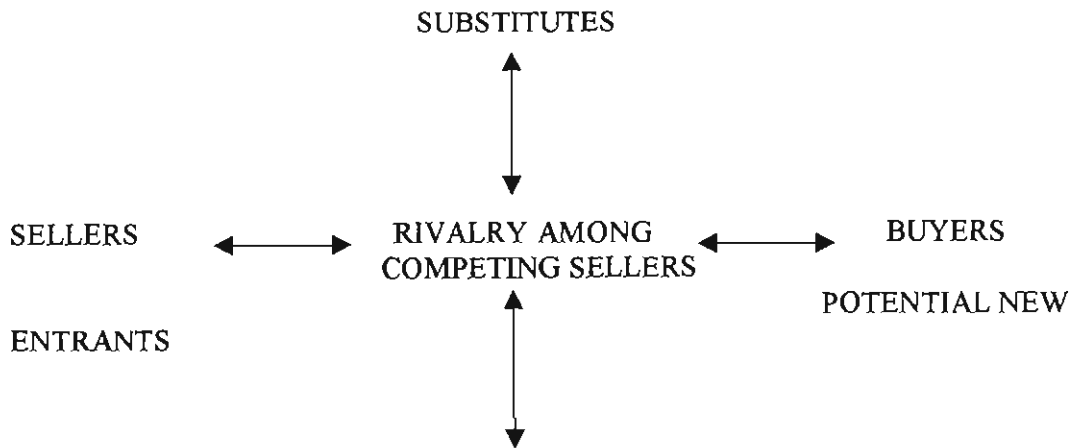 SUBSTITUTES
SELLERS
RIVALRY AMONG
COMPETING SELLERS
BUYERS
POTENTIAL NEW
ENTRANTS